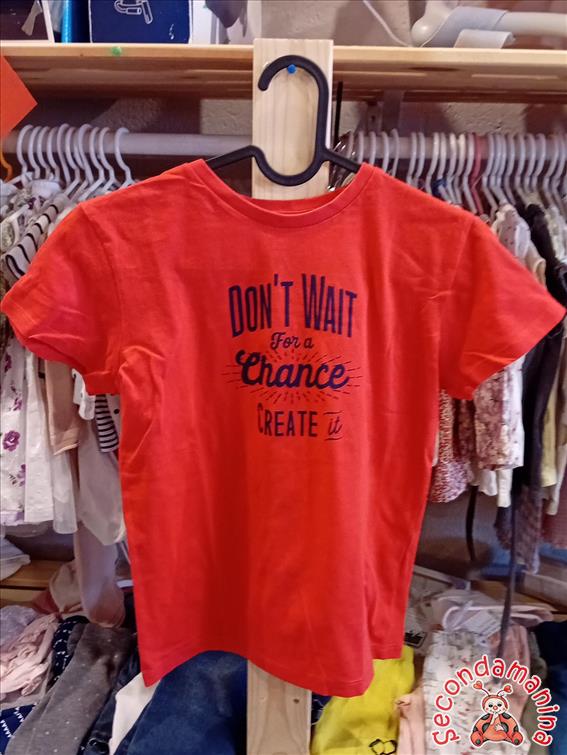 DON'T WAIT
For a
Chance
CREATE it
Secondamanina